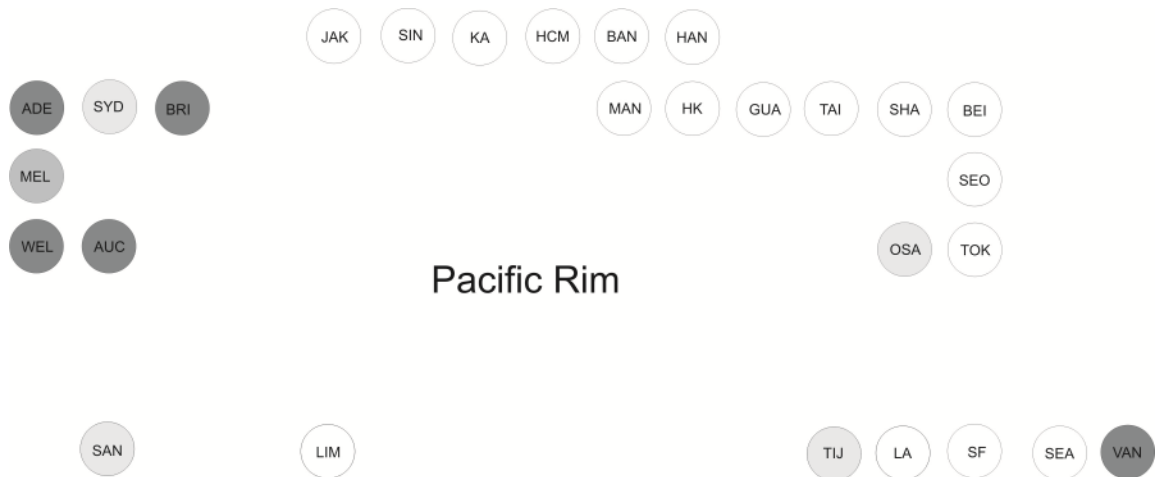 JAK SIN KA HCM BAN HAN
ADE SYD BRI MAN HK GUA TAI SHA BEI
MEL SEO
WEL AUC OSA TOK
Pacific Rim
SAN LIM TIJ LA SF SEA VAN